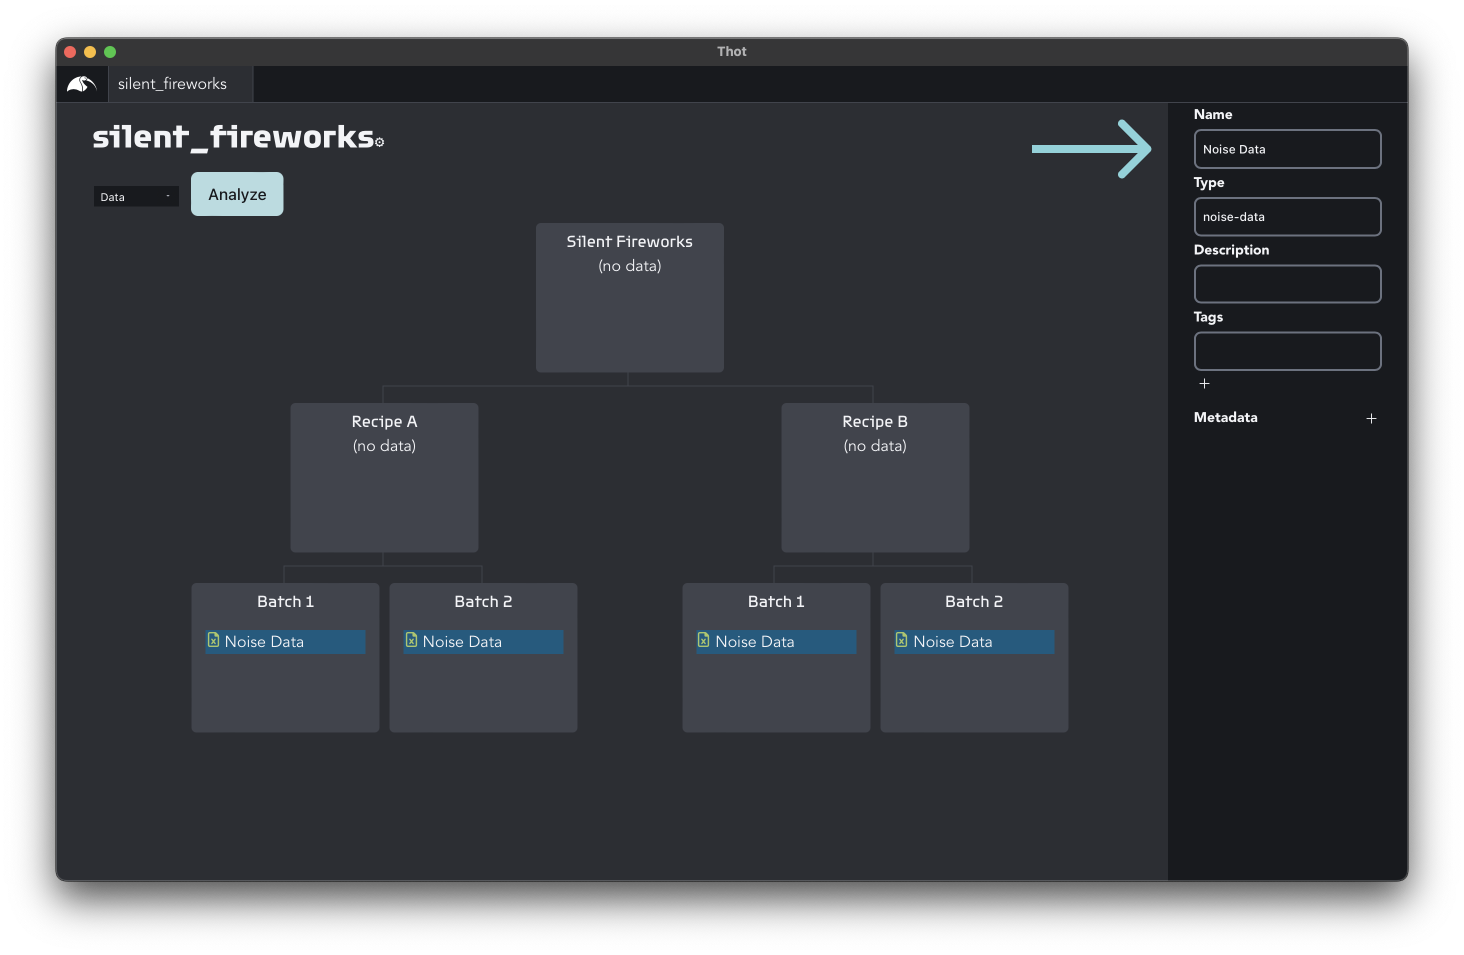 Thot
silent_fireworks
silent_fireworks
Data
Analyze
Silent Fireworks
(no data)
Recipe A
(no data)
Recipe B
(no data)
Batch 1
Noise Data
Batch 2
Noise Data
Batch 1
Noise Data
Batch 2
Noise Data
Name
Noise Data
Type
noise-data
Description
Tags
+
Metadata +